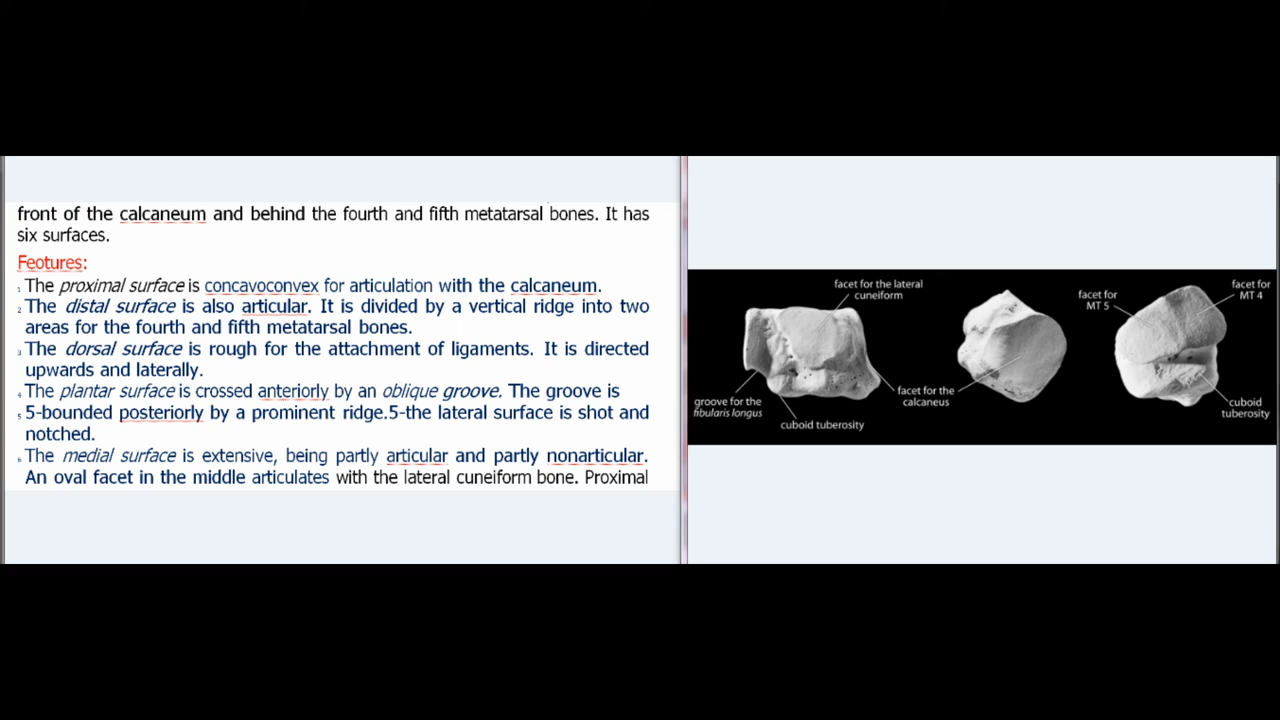 front of the calcaneum and behind the fourth and fifth metatarsal bones. It has
six surfaces.
Feotures:
1 The proximal surface is concavoconvex for articulation with the calcaneum.
2 The distal surface is also articular. It is divided by a vertical ridge into two
areas for the fourth and fifth metatarsal bones.
3 The dorsal surface is rough for the attachment of ligaments. It is directed
upwards and laterally.
4 The plantar surface is crossed anteriorly by an oblique groove. The groove is
5 5-bounded posteriorly by a prominent ridge.5-the lateral surface is shot and
notched.
6 The medial surface is extensive, being partly articular and partly nonarticular.
An oval facet in the middle articulates with the lateral cuneiform bone. Proximal
facet for the lateral
cuneiform
groove for the
fibularis longus
cuboid tuberosity
facet for the
calcaneus
facet for
MT 5
facet for
MT 4
cuboid
tuberosity